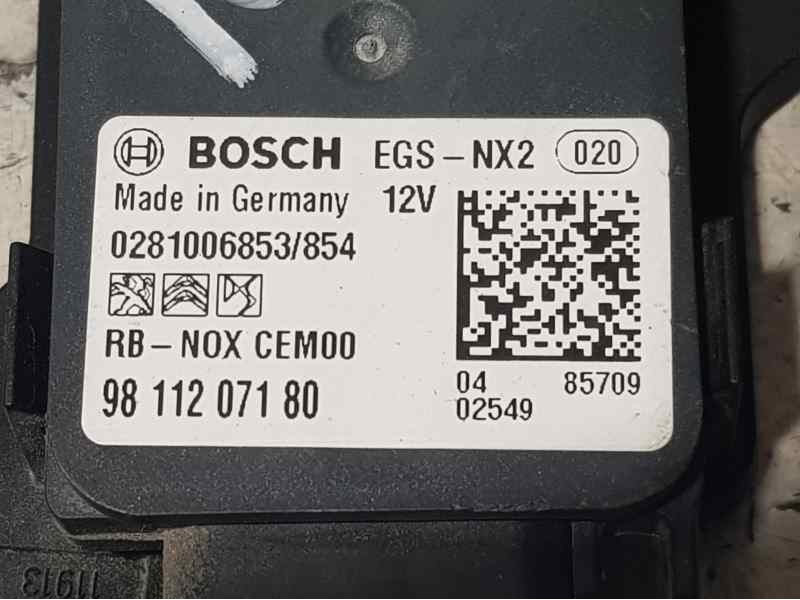 BOSCH EGS-NX2 020
Made in Germany 12V
0281006853/854
RB-NOX CEM00
98 112 071 80
04 85709
02549
11913